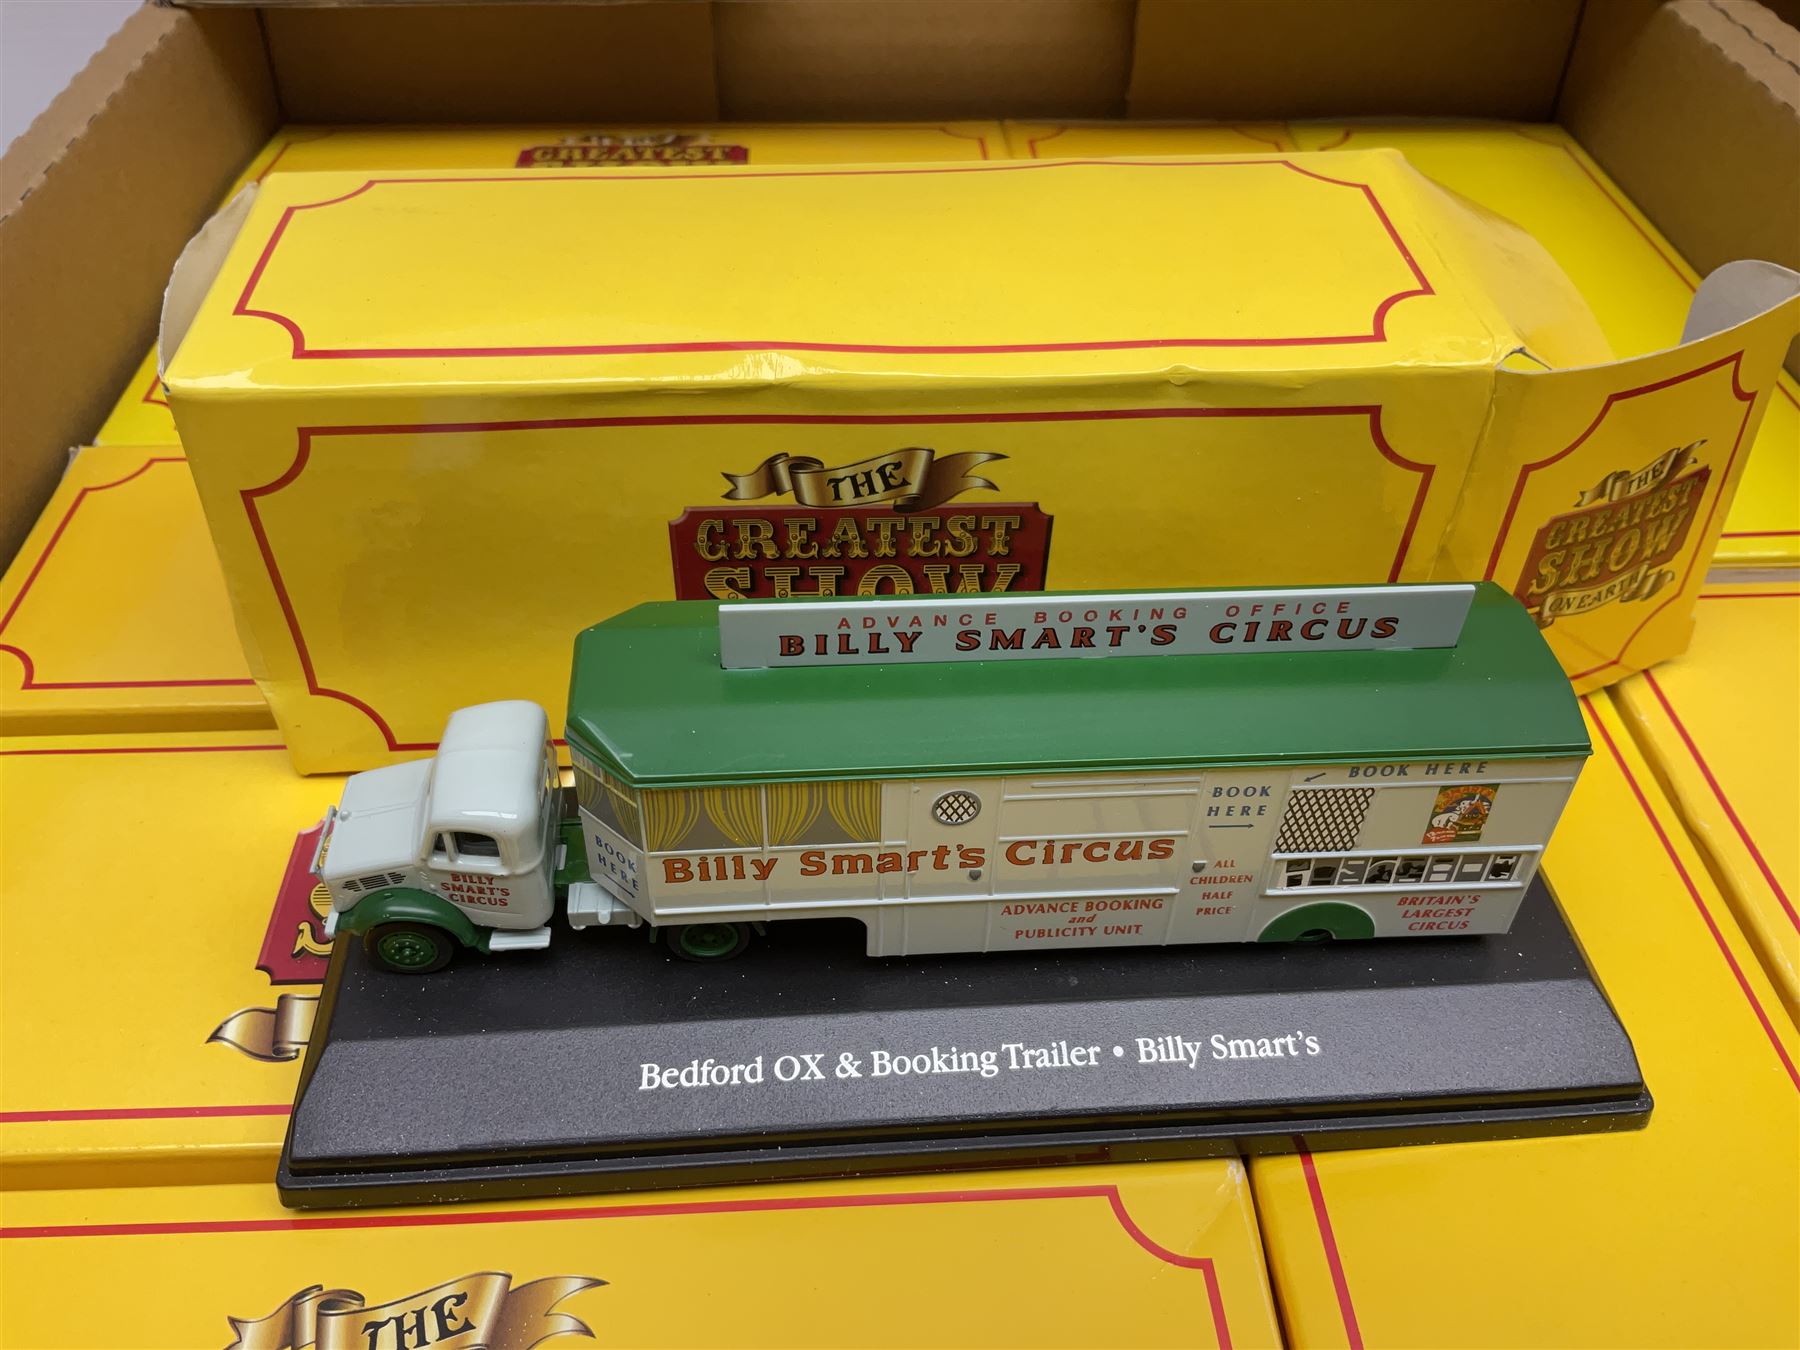 GREATEST
THE
GREATEST
SHOW
THE
GREATEST
SHOW
ON EARTH
ADVANCE BOOKING OFFICE
BILLY SMART'S CIRCUS
BOOK HERE
BOOK
HERE
BOOK
HERE
Billy Smart's Circus
BILLY
SMART'S
CIRCUS
ALL
CHILDREN
HALF
PRICE
ADVANCE BOOKING
and
PUBLICITY UNIT
BRITAIN'S
LARGEST
CIRCUS
Bedford OX & Booking Trailer • Billy Smart's
THE